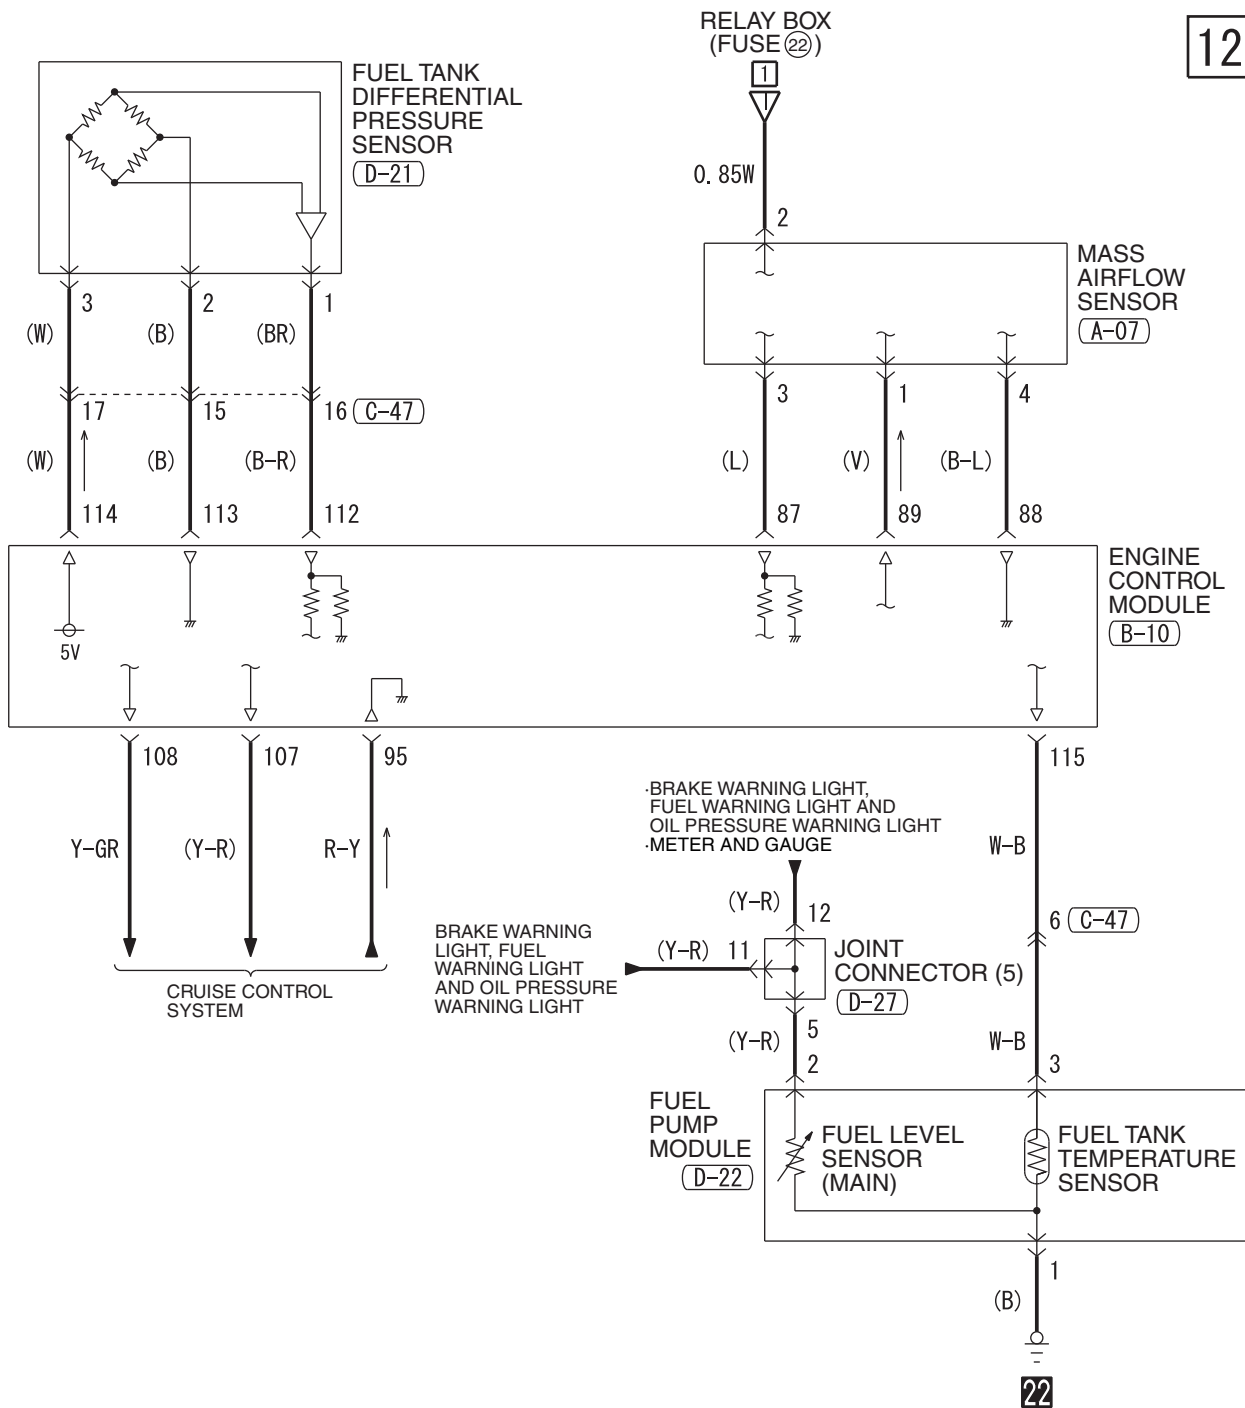 RELAY BOX
(FUSE 22)
12
1
FUEL TANK
DIFFERENTIAL
PRESSURE
SENSOR
D-21
0.85W
2
MASS
AIRFLOW
SENSOR
A-07
3 2 1
(W) (B) (BR)
17 15 16 C-47
3 1 4
(W) (B) (B-R)
(L) (V) (B-L)
114 113 112
87 89 88
ENGINE
CONTROL
MODULE
B-10
5V
108 107 95
115
Y-GR (Y-R) R-Y
CRUISE CONTROL
SYSTEM
·BRAKE WARNING LIGHT,
FUEL WARNING LIGHT AND
OIL PRESSURE WARNING LIGHT
·METER AND GAUGE
W-B
(Y-R) 12
6 C-47
BRAKE WARNING
LIGHT, FUEL
WARNING LIGHT
AND OIL PRESSURE
WARNING LIGHT
(Y-R) 11
JOINT
CONNECTOR (5)
D-27
5
(Y-R)
2
W-B
3
FUEL
PUMP
MODULE
D-22
FUEL LEVEL
SENSOR
(MAIN)
FUEL TANK
TEMPERATURE
SENSOR
1
(B)
22